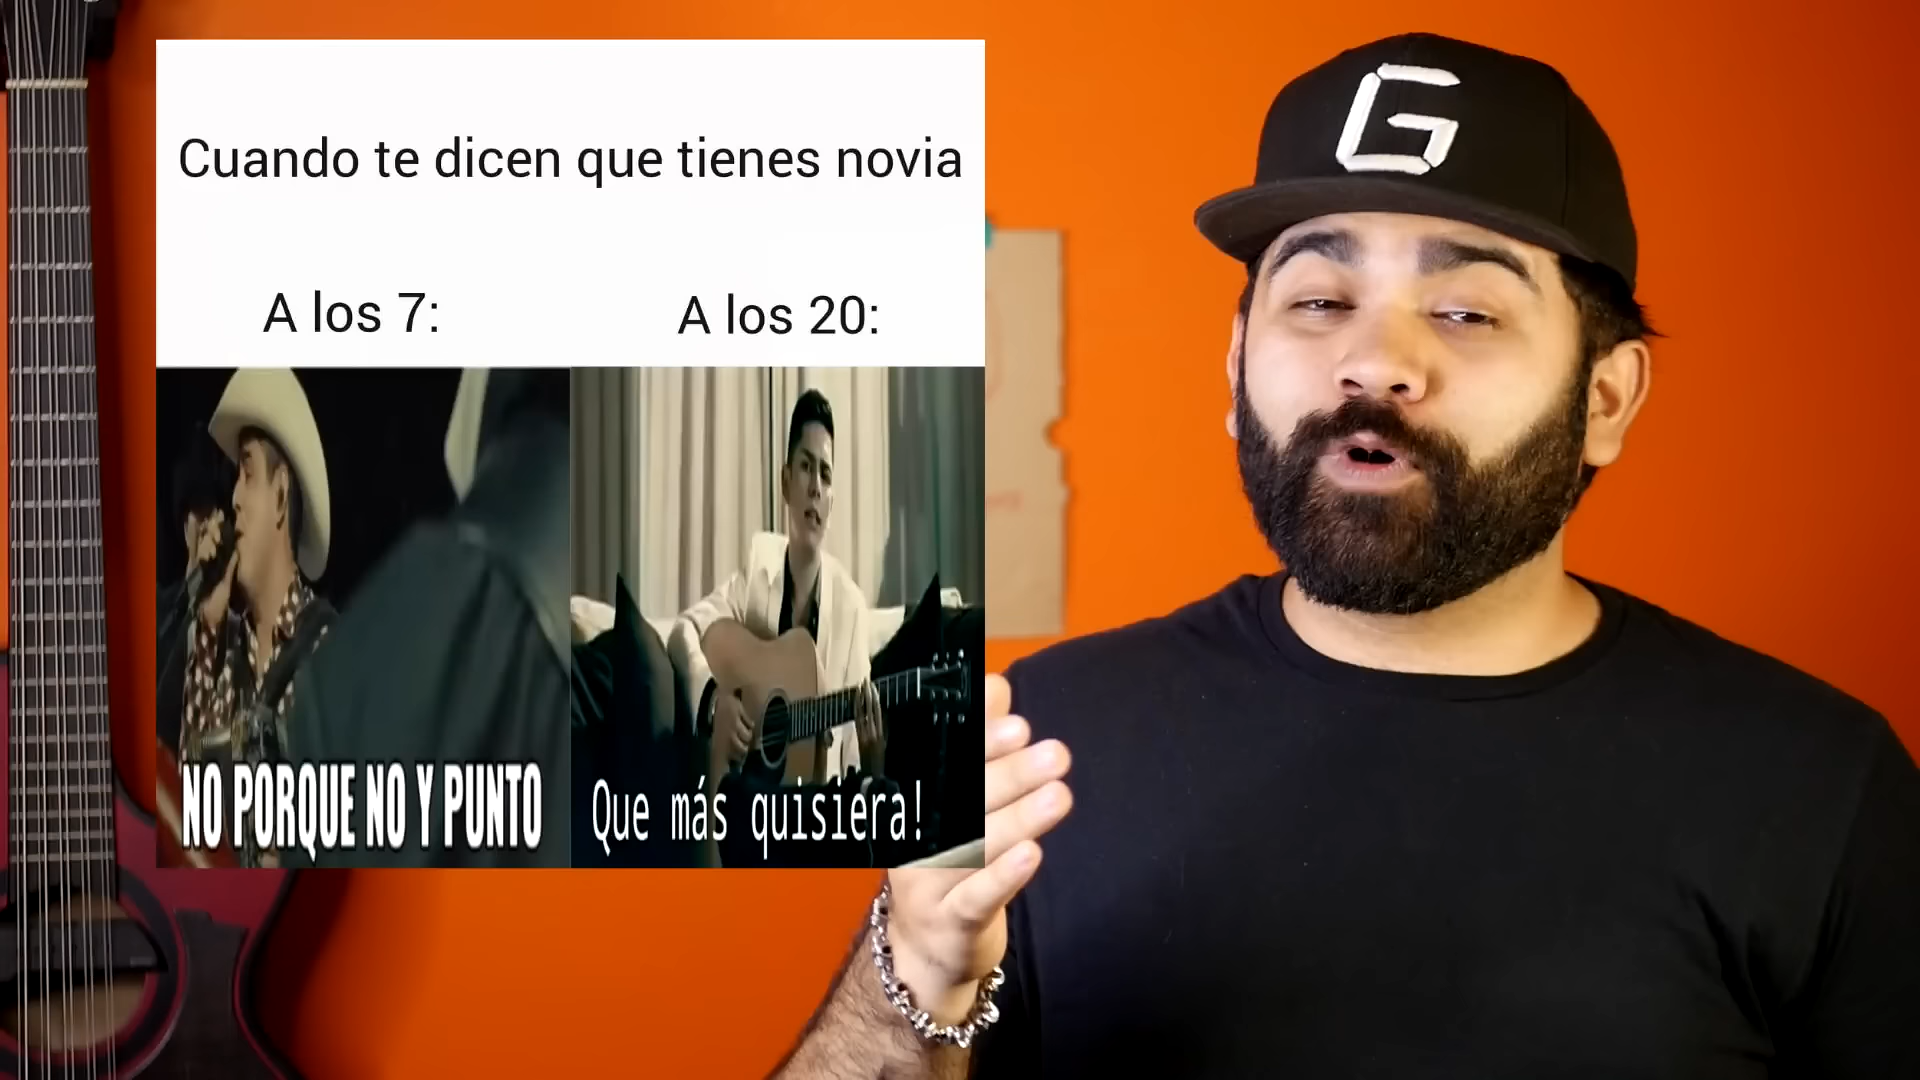 G
Cuando te dicen que tienes novia
A los 7:
A los 20:
NO PORQUE NO Y PUNTO
Que más quisiera!